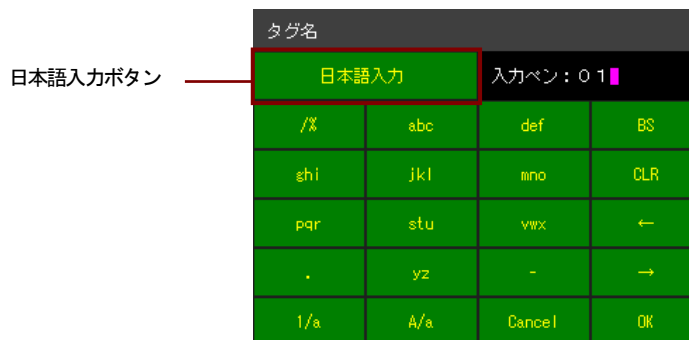 タグ名
日本語入力ボタン
日本語入力 入力ペン：０１
/% abc def BS
ghi jkl mno CLR
pqr stu vwx ←
. yz - →
1/a A/a Cancel OK